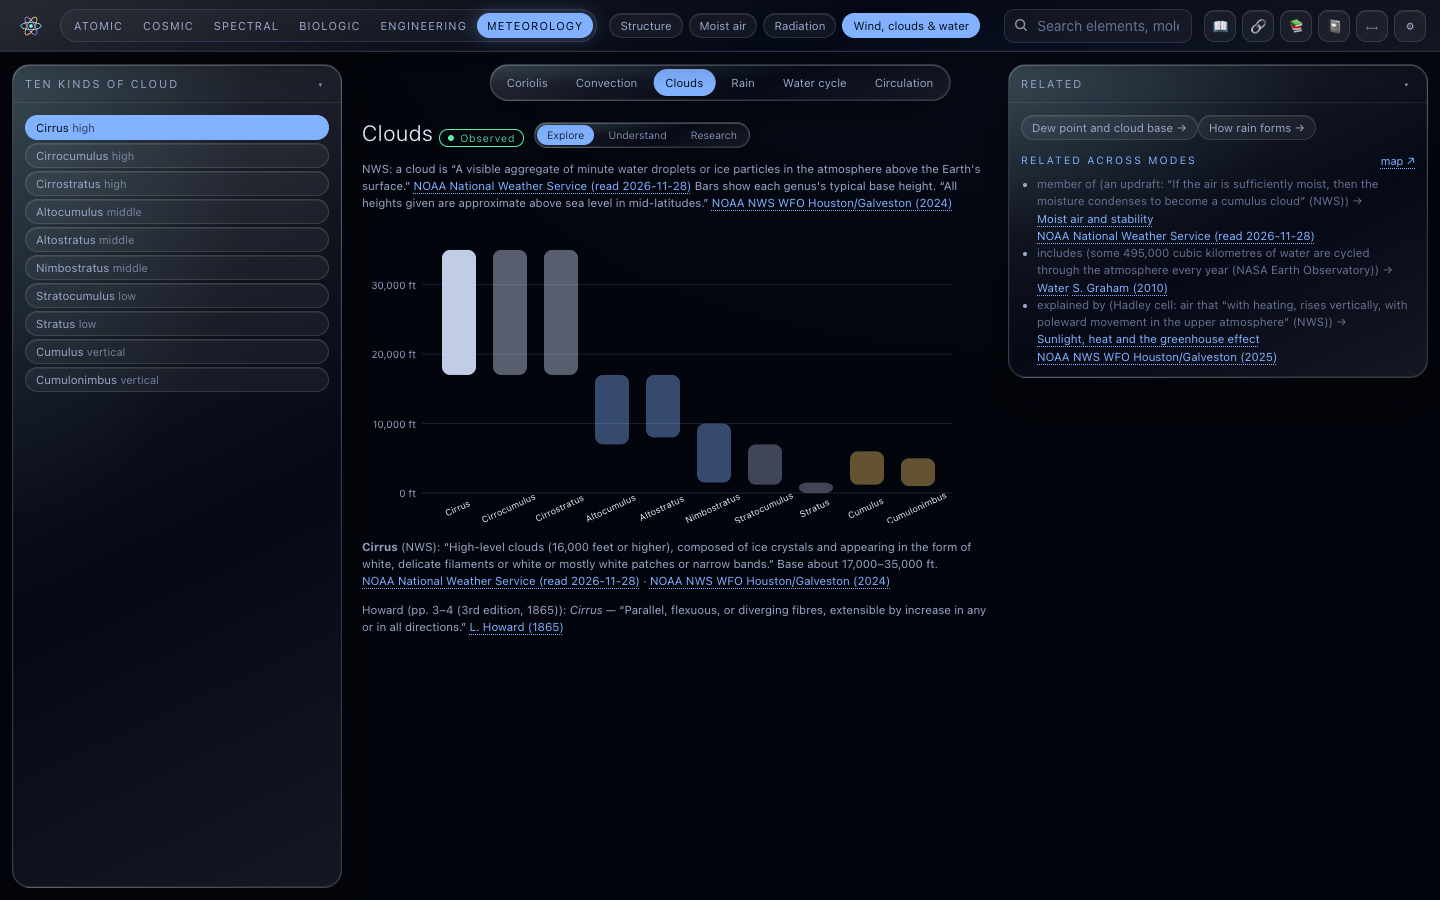 ATOMIC COSMIC SPECTRAL BIOLOGIC ENGINEERING METEOROLOGY Structure Moist air Radiation Wind, clouds & water Search elements, mol
TEN KINDS OF CLOUD
Cirrus high
Cirrocumulus high
Cirrostratus high
Altocumulus middle
Altostratus middle
Nimbostratus middle
Stratocumulus low
Stratus low
Cumulus vertical
Cumulonimbus vertical
Coriolis Convection Clouds Rain Water cycle Circulation
Clouds Observed Explore Understand Research
NWS: a cloud is “A visible aggregate of minute water droplets or ice particles in the atmosphere above the Earth's
surface.” NOAA National Weather Service (read 2026-11-28) Bars show each genus's typical base height. “All
heights given are approximate above sea level in mid-latitudes.” NOAA NWS WFO Houston/Galveston (2024)
30,000 ft
20,000 ft
10,000 ft
0 ft
Cirrus Cirrocumulus Cirrostratus Altocumulus Altostratus Nimbostratus Stratocumulus Stratus Cumulus Cumulonimbus
Cirrus (NWS): “High-level clouds (16,000 feet or higher), composed of ice crystals and appearing in the form of
white, delicate filaments or white or mostly white patches or narrow bands.” Base about 17,000–35,000 ft.
NOAA National Weather Service (read 2026-11-28) · NOAA NWS WFO Houston/Galveston (2024)
Howard (pp. 3–4 (3rd edition, 1865)): Cirrus — “Parallel, flexuous, or diverging fibres, extensible by increase in any
or in all directions.” L. Howard (1865)
RELATED
Dew point and cloud base → How rain forms →
RELATED ACROSS MODES map ↗
member of (an updraft: “If the air is sufficiently moist, then the
moisture condenses to become a cumulus cloud” (NWS)) →
Moist air and stability
NOAA National Weather Service (read 2026-11-28)
includes (some 495,000 cubic kilometres of water are cycled
through the atmosphere every year (NASA Earth Observatory)) →
Water S. Graham (2010)
explained by (Hadley cell: air that “with heating, rises vertically, with
poleward movement in the upper atmosphere” (NWS)) →
Sunlight, heat and the greenhouse effect
NOAA NWS WFO Houston/Galveston (2025)